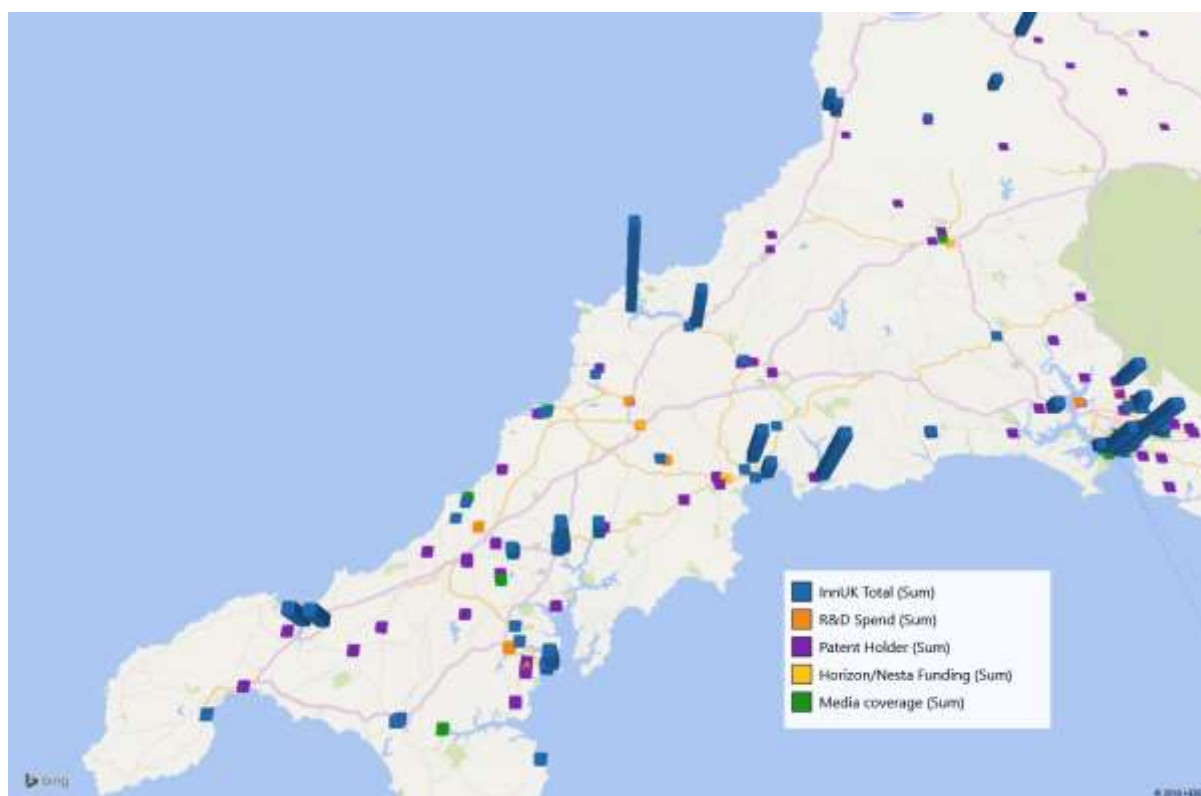 InnUK Total (Sum)
R&D Spend (Sum)
Patent Holder (Sum)
Horizon/Nesta Funding (Sum)
Media coverage (Sum)
bing